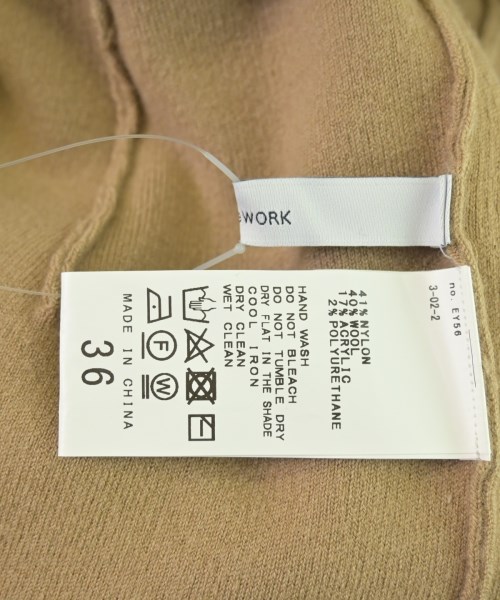 WORK
no. EY56
3-02-2
41% NYLON
40% WOOL
17% ACRYLIC
2% POLYURETHANE
HAND WASH
DO NOT BLEACH
DO NOT TUMBLE DRY
DRY FLAT IN THE SHADE
COOL IRON
DRY CLEAN
WET CLEAN
F W
MADE IN CHINA
36